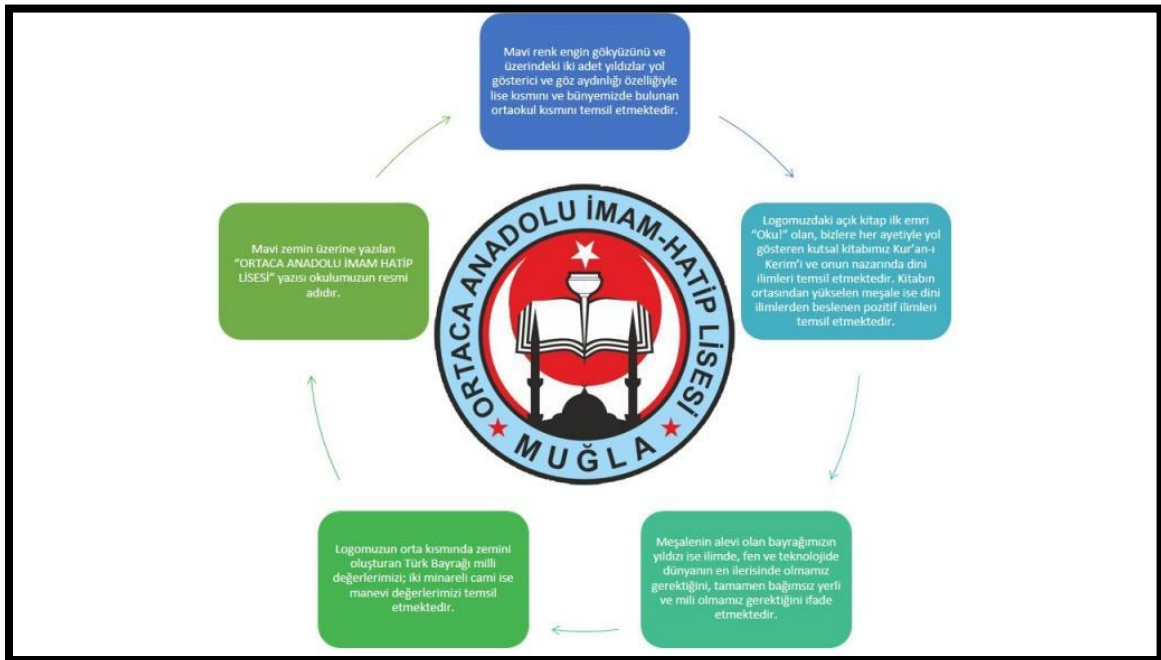 Mavi renk engin gökyüzünü ve
üzerindeki iki adet yıldızlar yol
gösterici ve göz aydınlığı özelliğiyle
lise kısmını ve bünyemizde bulunan
ortaokul kısmını temsil etmektedir.
Logomuzdaki açık kitap ilk emri
“Oku!” olan, bizlere her ayetiyle yol
gösteren kutsal kitabımız Kur’an-ı
Kerim’i ve onun nazarında dini
ilimleri temsil etmektedir. Kitabın
ortasından yükselen meşale ise dini
ilimlerden beslenen pozitif ilimleri
temsil etmektedir.
Meşalenin alevi olan bayrağımızın
yıldızı ise ilimde, fen ve teknolojide
dünyanın en ilerisinde olmamız
gerektiğini, tamamen bağımsız yerli
ve mili olmamız gerektiğini ifade
etmektedir.
Logomuzun orta kısmında zemini
oluşturan Türk Bayrağı milli
değerlerimizi; iki minareli cami ise
manevi değerlerimizi temsil
etmektedir.
Mavi zemin üzerine yazılan
“ORTACA ANADOLU İMAM HATİP
LİSESİ” yazısı okulumuzun resmi
adıdır.
ORTACA ANADOLU İMAM-HATİP LİSESİ
MUĞLA